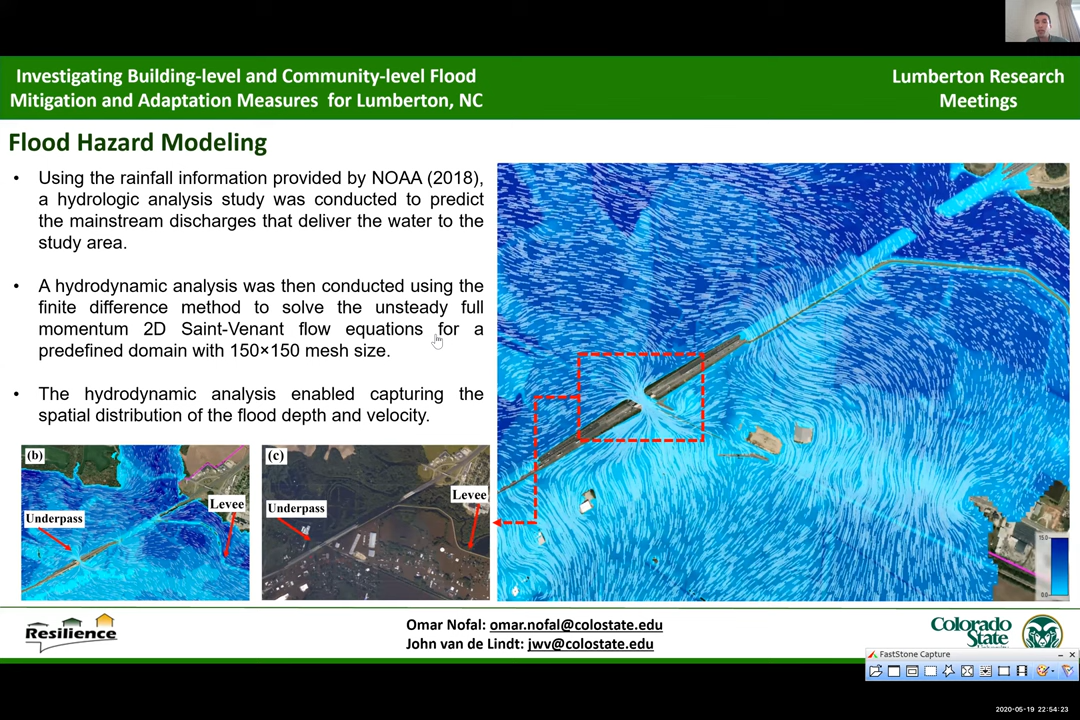 Investigating Building-level and Community-level Flood
Mitigation and Adaptation Measures for Lumberton, NC
Lumberton Research
Meetings
Flood Hazard Modeling
• Using the rainfall information provided by NOAA (2018),
a hydrologic analysis study was conducted to predict
the mainstream discharges that deliver the water to the
study area.
• A hydrodynamic analysis was then conducted using the
finite difference method to solve the unsteady full
momentum 2D Saint-Venant flow equations for a
predefined domain with 150×150 mesh size.
• The hydrodynamic analysis enabled capturing the
spatial distribution of the flood depth and velocity.
(b)
Underpass
Levee
(c)
Underpass
Levee
15.0
0.0
Resilience
Omar Nofal: omar.nofal@colostate.edu
John van de Lindt: jwv@colostate.edu
Colorado
State
FastStone Capture
2020-05-19 22:54:23